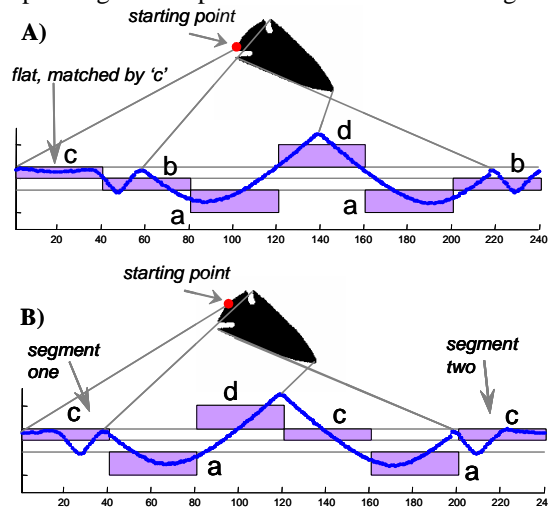 A)
starting point
flat, matched by ‘c’
c
b
a
d
a
b
20 40 60 80 100 120 140 160 180 200 220 240
starting point
B)
segment
one
segment
two
c
a
d
c
a
c
20 40 60 80 100 120 140 160 180 200 220 24